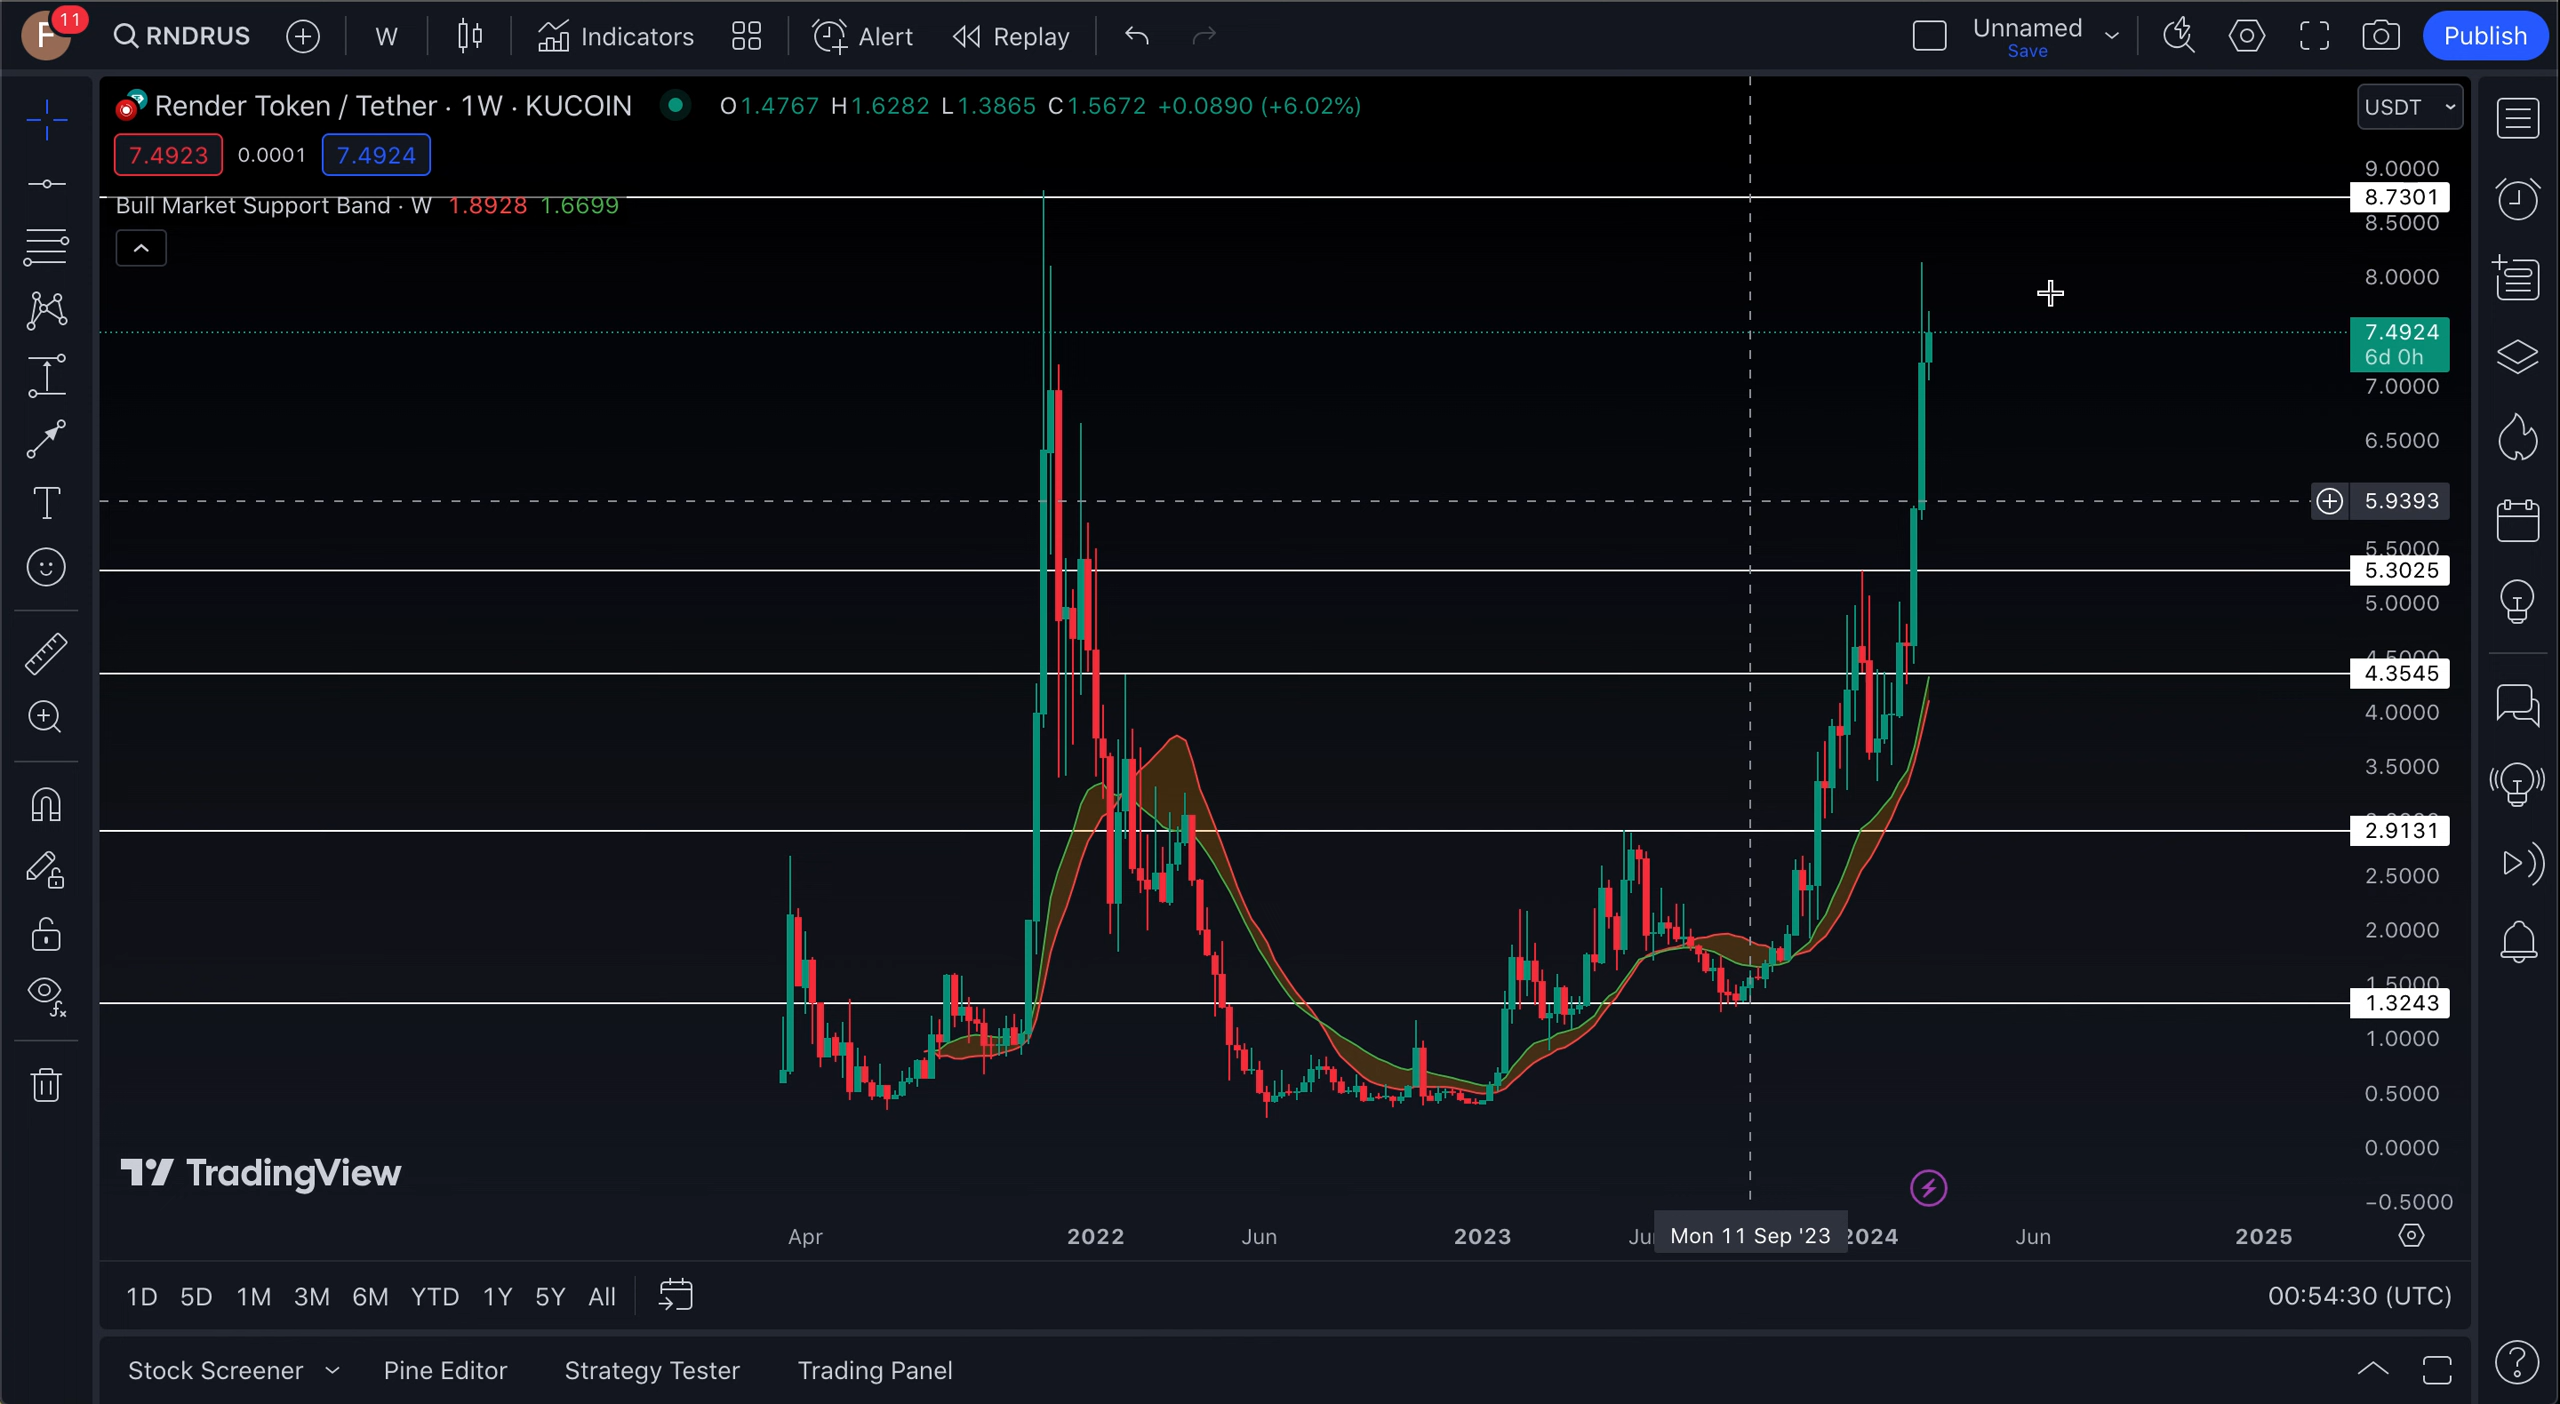 F 11 RNDRUS W Indicators Alert Replay Unnamed Save Publish
Render Token / Tether · 1W · KUCOIN O1.4767 H1.6282 L1.3865 C1.5672 +0.0890 (+6.02%)
USDT
7.4923 0.0001 7.4924
Bull Market Support Band · W 1.8928 1.6699
9.0000
8.7301
8.5000
8.0000
7.4924
6d 0h
7.0000
6.5000
5.9393
5.5000
5.3025
5.0000
4.5000
4.3545
4.0000
3.5000
2.9131
2.5000
2.0000
1.5000
1.3243
1.0000
0.5000
0.0000
−0.5000
TradingView
Apr 2022 Jun 2023 Mon 11 Sep '23 2024 Jun 2025
1D 5D 1M 3M 6M YTD 1Y 5Y All 00:54:30 (UTC)
Stock Screener Pine Editor Strategy Tester Trading Panel